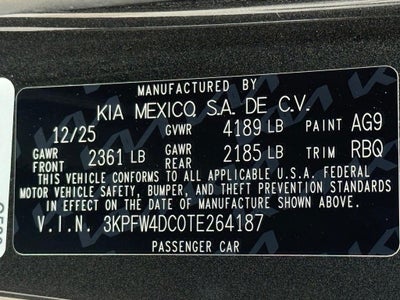 MANUFACTURED BY
KIA MEXICO, S.A. DE C.V.
12/25 GVWR 4189 LB PAINT AG9
GAWR FRONT 2361 LB GAWR REAR 2185 LB TRIM RBQ
THIS VEHICLE CONFORMS TO ALL APPLICABLE U.S.A. FEDERAL
MOTOR VEHICLE SAFETY, BUMPER, AND THEFT PREVENTION STANDARDS
IN EFFECT ON THE DATE OF MANUFACTURE SHOWN ABOVE.
V.I.N. 3KPFW4DC0TE264187
PASSENGER CAR